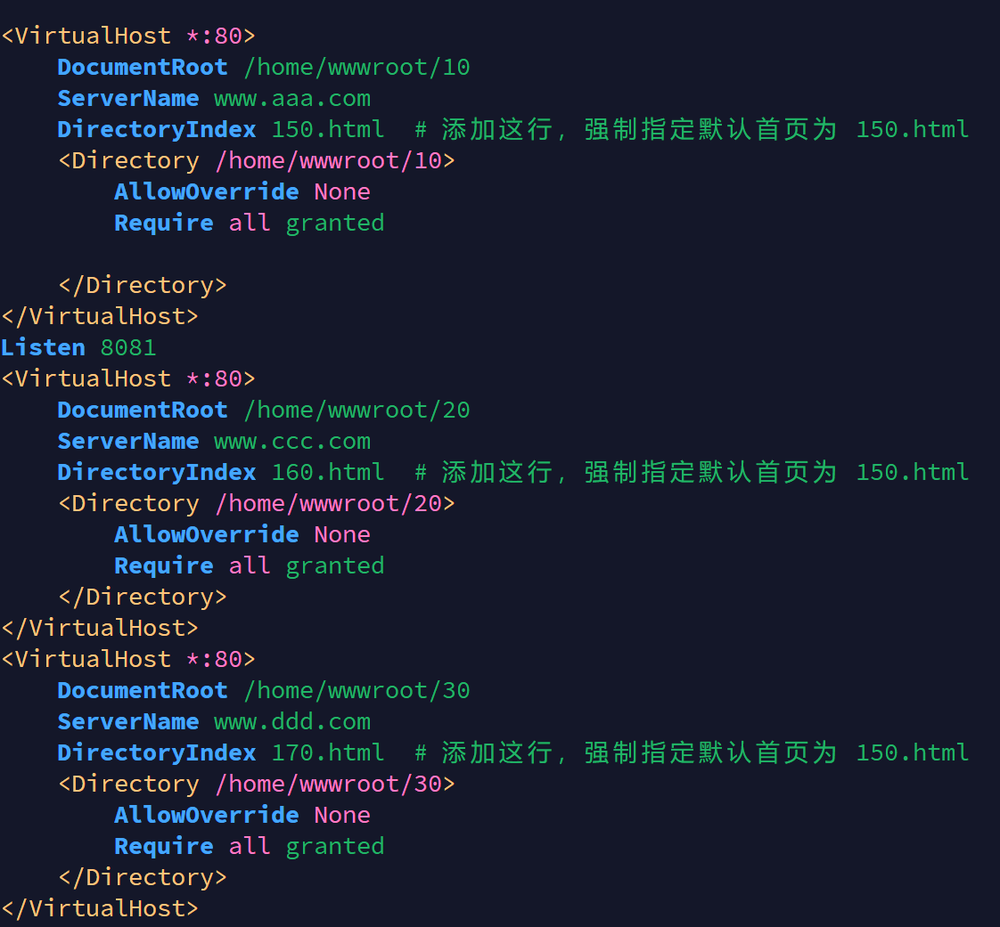 <VirtualHost *:80>
    DocumentRoot /home/wwwroot/10
    ServerName www.aaa.com
    DirectoryIndex 150.html  # 添加这行，强制指定默认首页为 150.html
    <Directory /home/wwwroot/10>
        AllowOverride None
        Require all granted
    </Directory>
</VirtualHost>
Listen 8081
<VirtualHost *:80>
    DocumentRoot /home/wwwroot/20
    ServerName www.ccc.com
    DirectoryIndex 160.html  # 添加这行，强制指定默认首页为 150.html
    <Directory /home/wwwroot/20>
        AllowOverride None
        Require all granted
    </Directory>
</VirtualHost>
<VirtualHost *:80>
    DocumentRoot /home/wwwroot/30
    ServerName www.ddd.com
    DirectoryIndex 170.html  # 添加这行，强制指定默认首页为 150.html
    <Directory /home/wwwroot/30>
        AllowOverride None
        Require all granted
    </Directory>
</VirtualHost>